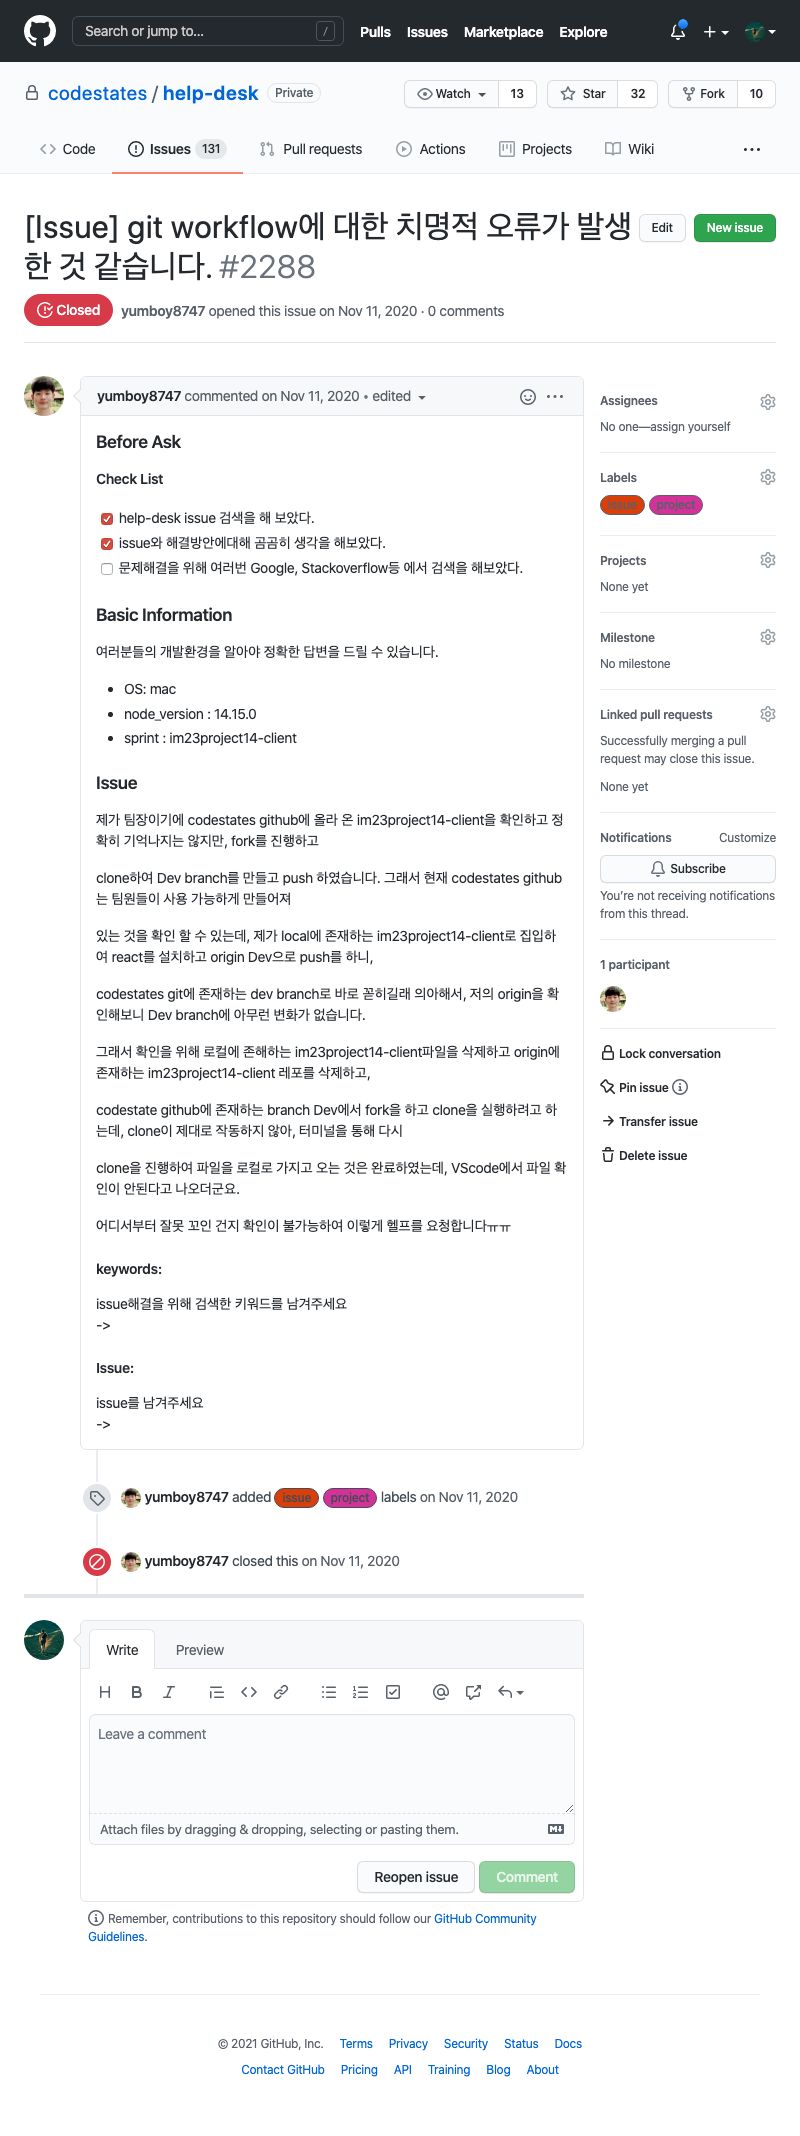 Search or jump to...
/
Pulls Issues Marketplace Explore
codestates / help-desk Private
Watch 13
Star 32
Fork 10
Code
Issues 131
Pull requests
Actions
Projects
Wiki
[Issue] git workflow에 대한 치명적 오류가 발생
한 것 같습니다. #2288
Edit
New issue
Closed
yumboy8747 opened this issue on Nov 11, 2020 · 0 comments
yumboy8747 commented on Nov 11, 2020 • edited
Before Ask
Check List
help-desk issue 검색을 해 보았다.
issue와 해결방안에대해 곰곰히 생각을 해보았다.
문제해결을 위해 여러번 Google, Stackoverflow등 에서 검색을 해보았다.
Basic Information
여러분들의 개발환경을 알아야 정확한 답변을 드릴 수 있습니다.
• OS: mac
• node_version : 14.15.0
• sprint : im23project14-client
Issue
제가 팀장이기에 codestates github에 올라 온 im23project14-client을 확인하고 정
확히 기억나지는 않지만, fork를 진행하고
clone하여 Dev branch를 만들고 push 하였습니다. 그래서 현재 codestates github
는 팀원들이 사용 가능하게 만들어져
있는 것을 확인 할 수 있는데, 제가 local에 존재하는 im23project14-client로 집입하
여 react를 설치하고 origin Dev으로 push를 하니,
codestates git에 존재하는 dev branch로 바로 꼳히길래 의아해서, 저의 origin을 확
인해보니 Dev branch에 아무런 변화가 없습니다.
그래서 확인을 위해 로컬에 존해하는 im23project14-client파일을 삭제하고 origin에
존재하는 im23project14-client 레포를 삭제하고,
codestate github에 존재하는 branch Dev에서 fork을 하고 clone을 실행하려고 하
는데, clone이 제대로 작동하지 않아, 터미널을 통해 다시
clone을 진행하여 파일을 로컬로 가지고 오는 것은 완료하였는데, VScode에서 파일 확
인이 안된다고 나오더군요.
어디서부터 잘못 꼬인 건지 확인이 불가능하여 이렇게 헬프를 요청합니다ㅠㅠ
keywords:
issue해결을 위해 검색한 키워드를 남겨주세요
->
Issue:
issue를 남겨주세요
->
Assignees
No one—assign yourself
Labels
issue project
Projects
None yet
Milestone
No milestone
Linked pull requests
Successfully merging a pull
request may close this issue.
None yet
Notifications Customize
Subscribe
You're not receiving notifications
from this thread.
1 participant
Lock conversation
Pin issue
Transfer issue
Delete issue
yumboy8747 added issue project labels on Nov 11, 2020
yumboy8747 closed this on Nov 11, 2020
Write Preview
H B I
Leave a comment
Attach files by dragging & dropping, selecting or pasting them.
Reopen issue
Comment
Remember, contributions to this repository should follow our GitHub Community
Guidelines.
© 2021 GitHub, Inc. Terms Privacy Security Status Docs
Contact GitHub Pricing API Training Blog About